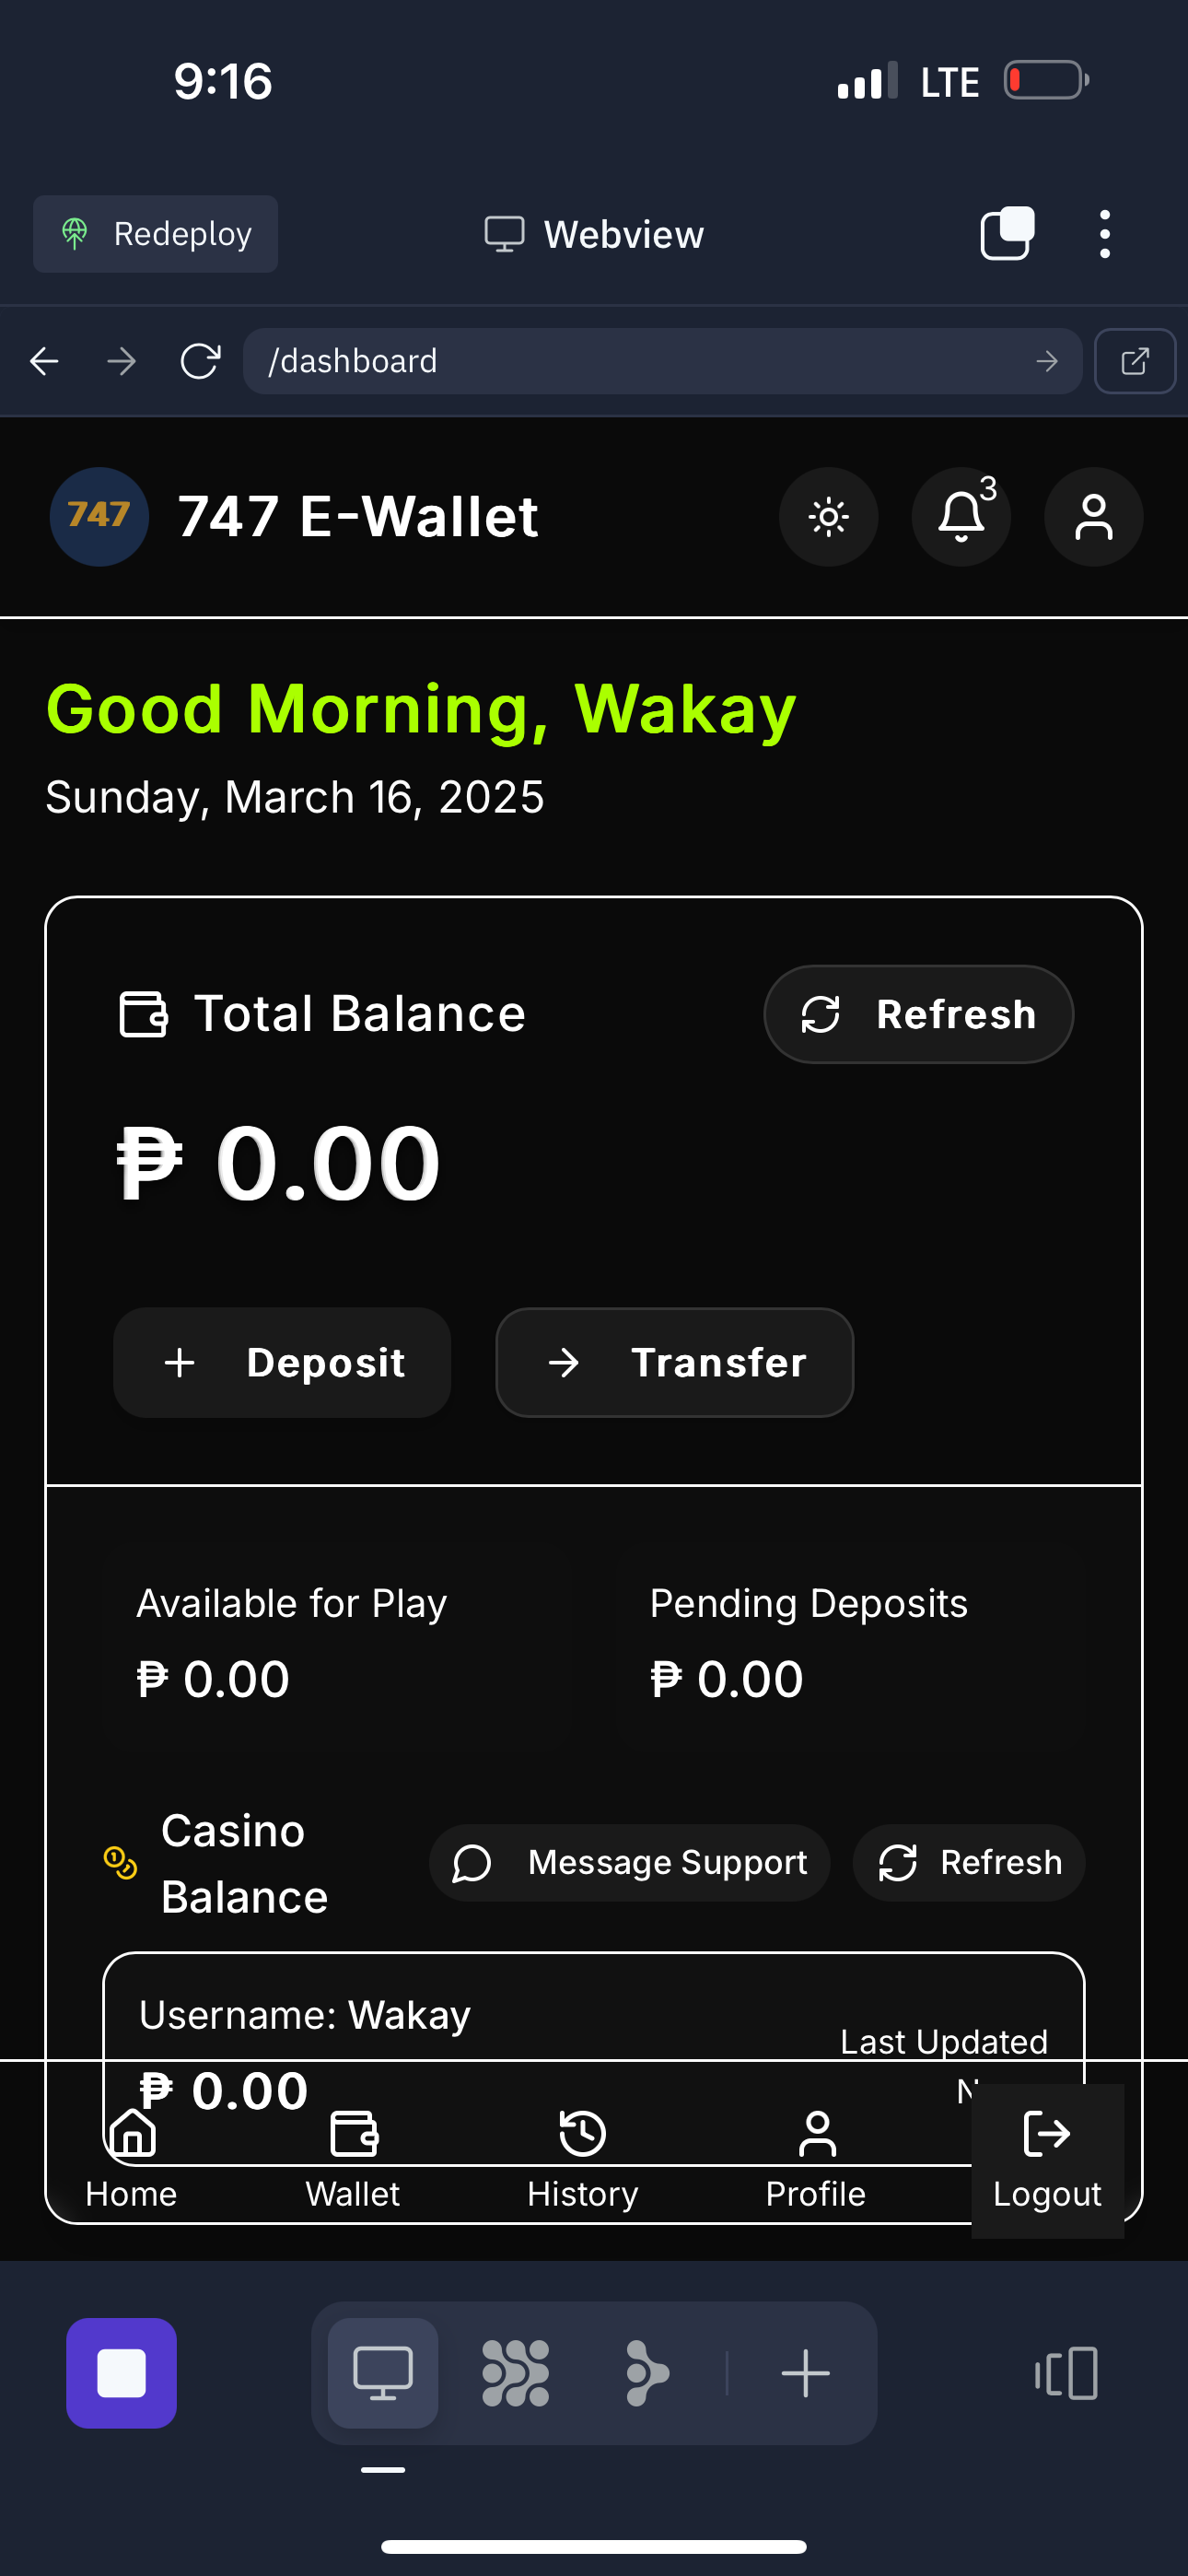 9:16
LTE
Redeploy
Webview
/dashboard
747
747 E-Wallet
3
Good Morning, Wakay
Sunday, March 16, 2025
Total Balance
Refresh
₱ 0.00
Deposit
Transfer
Available for Play
Pending Deposits
₱ 0.00
₱ 0.00
Casino
Balance
Message Support
Refresh
Username: Wakay
Last Updated
₱ 0.00
Home
Wallet
History
Profile
Logout